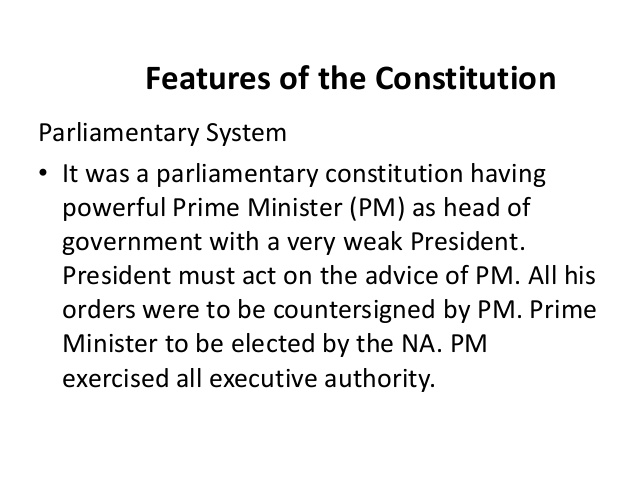 Features of the Constitution
Parliamentary System
• It was a parliamentary constitution having
powerful Prime Minister (PM) as head of
government with a very weak President.
President must act on the advice of PM. All his
orders were to be countersigned by PM. Prime
Minister to be elected by the NA. PM
exercised all executive authority.